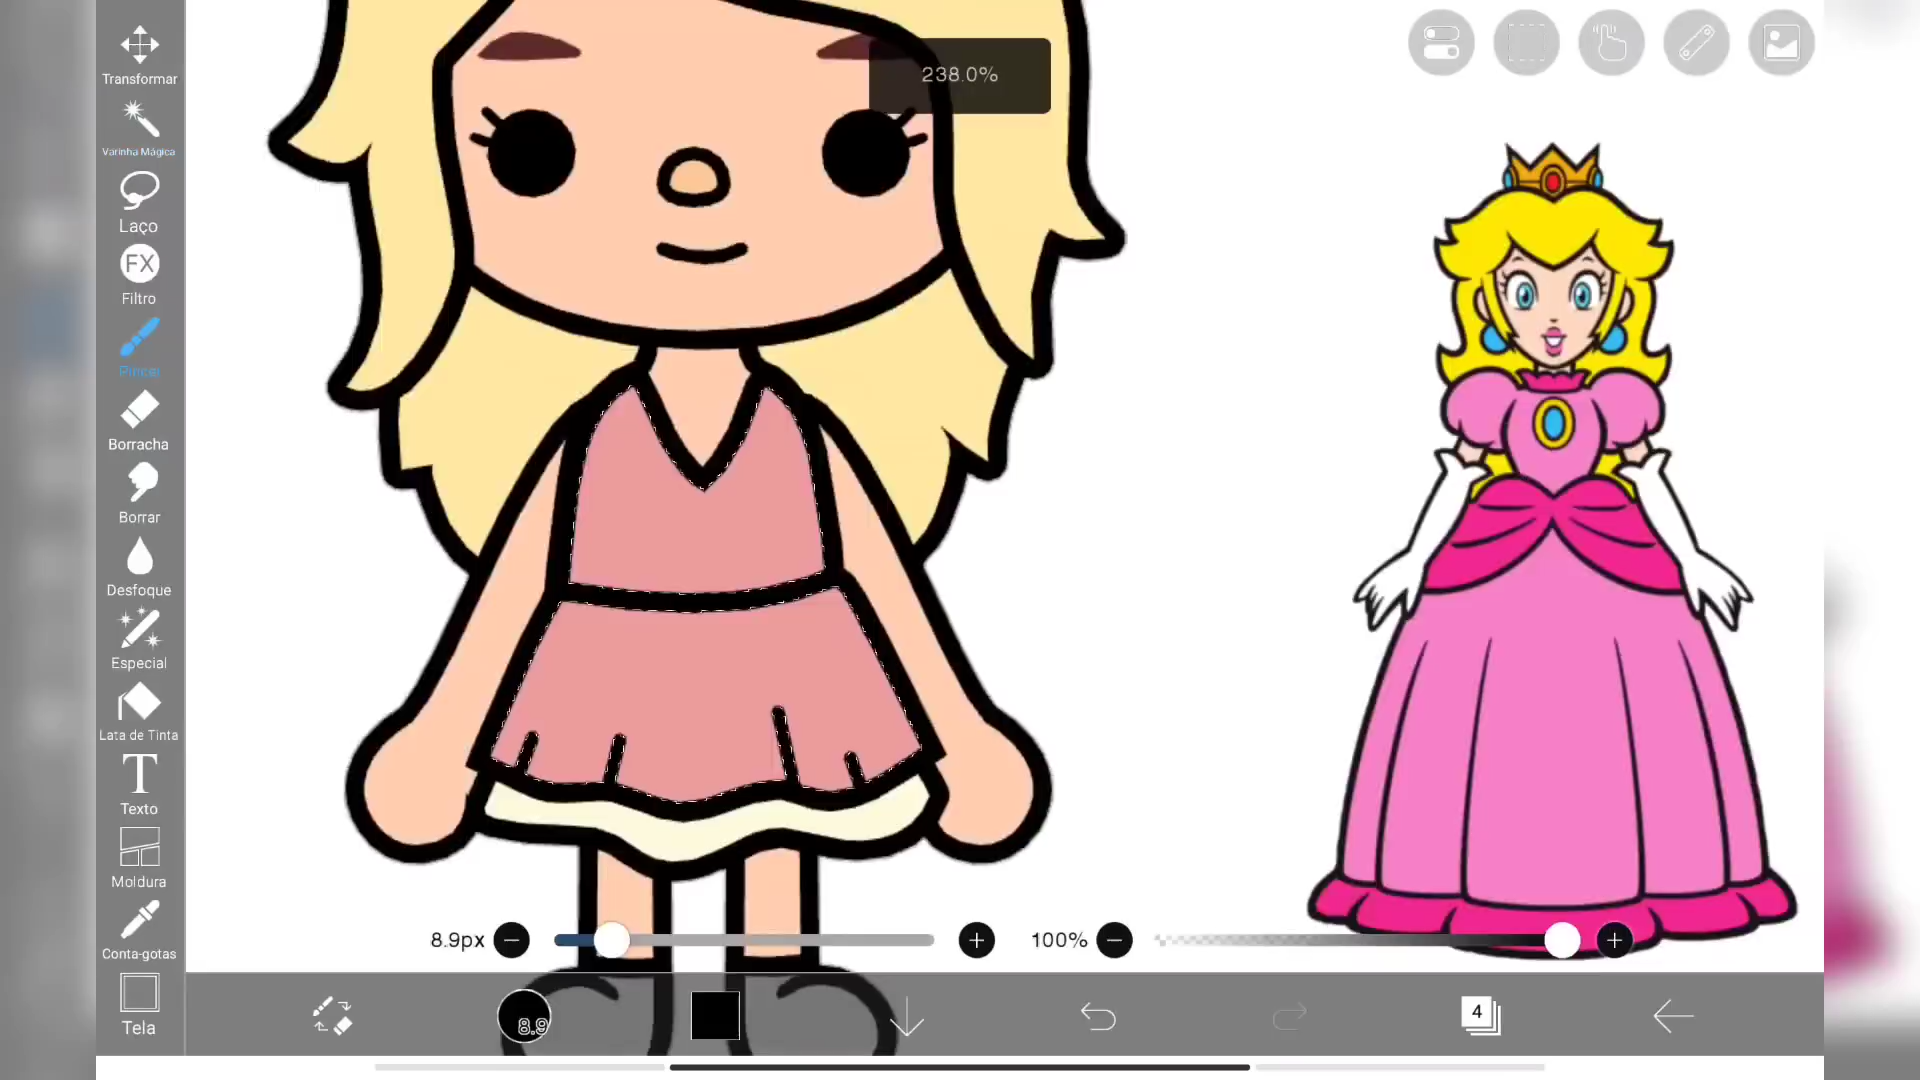 Transformar
Varinha Mágica
Laço
FX
Filtro
Pincel
Borracha
Borrar
Desfoque
Especial
Lata de Tinta
T
Texto
Moldura
Conta-gotas
Tela
238.0%
8.9px
100%
8.9
4